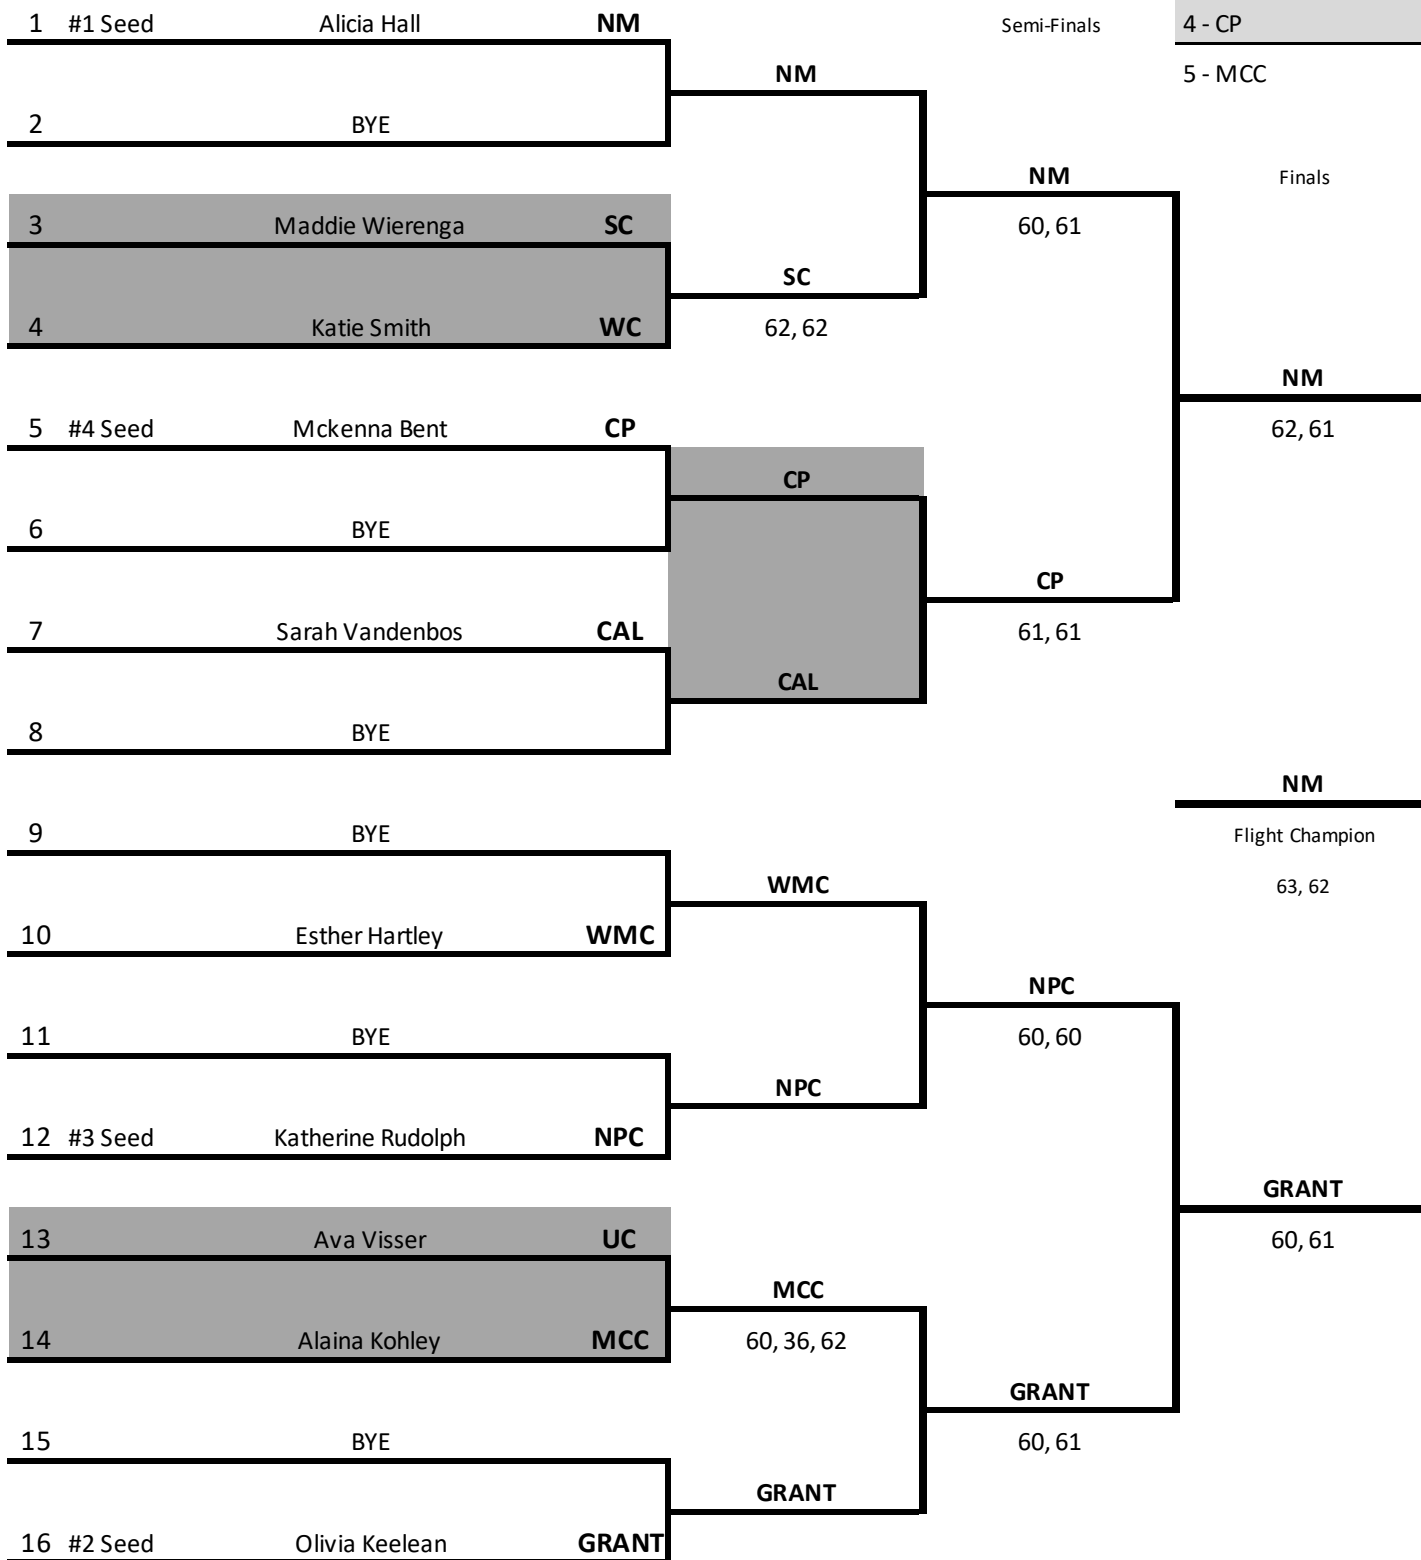 1 #1 Seed Alicia Hall NM Semi-Finals 4 - CP
NM 5 - MCC
2 BYE
NM Finals
3 Maddie Wierenga SC 60, 61
SC
4 Katie Smith WC 62, 62
NM
5 #4 Seed Mckenna Bent CP 62, 61
CP
6 BYE
CP
7 Sarah Vandenbos CAL 61, 61
CAL
8 BYE
NM
9 BYE Flight Champion
WMC 63, 62
10 Esther Hartley WMC
NPC
11 BYE 60, 60
NPC
12 #3 Seed Katherine Rudolph NPC
GRANT
13 Ava Visser UC 60, 61
MCC
14 Alaina Kohley MCC 60, 36, 62
GRANT
15 BYE 60, 61
GRANT
16 #2 Seed Olivia Keelean GRANT